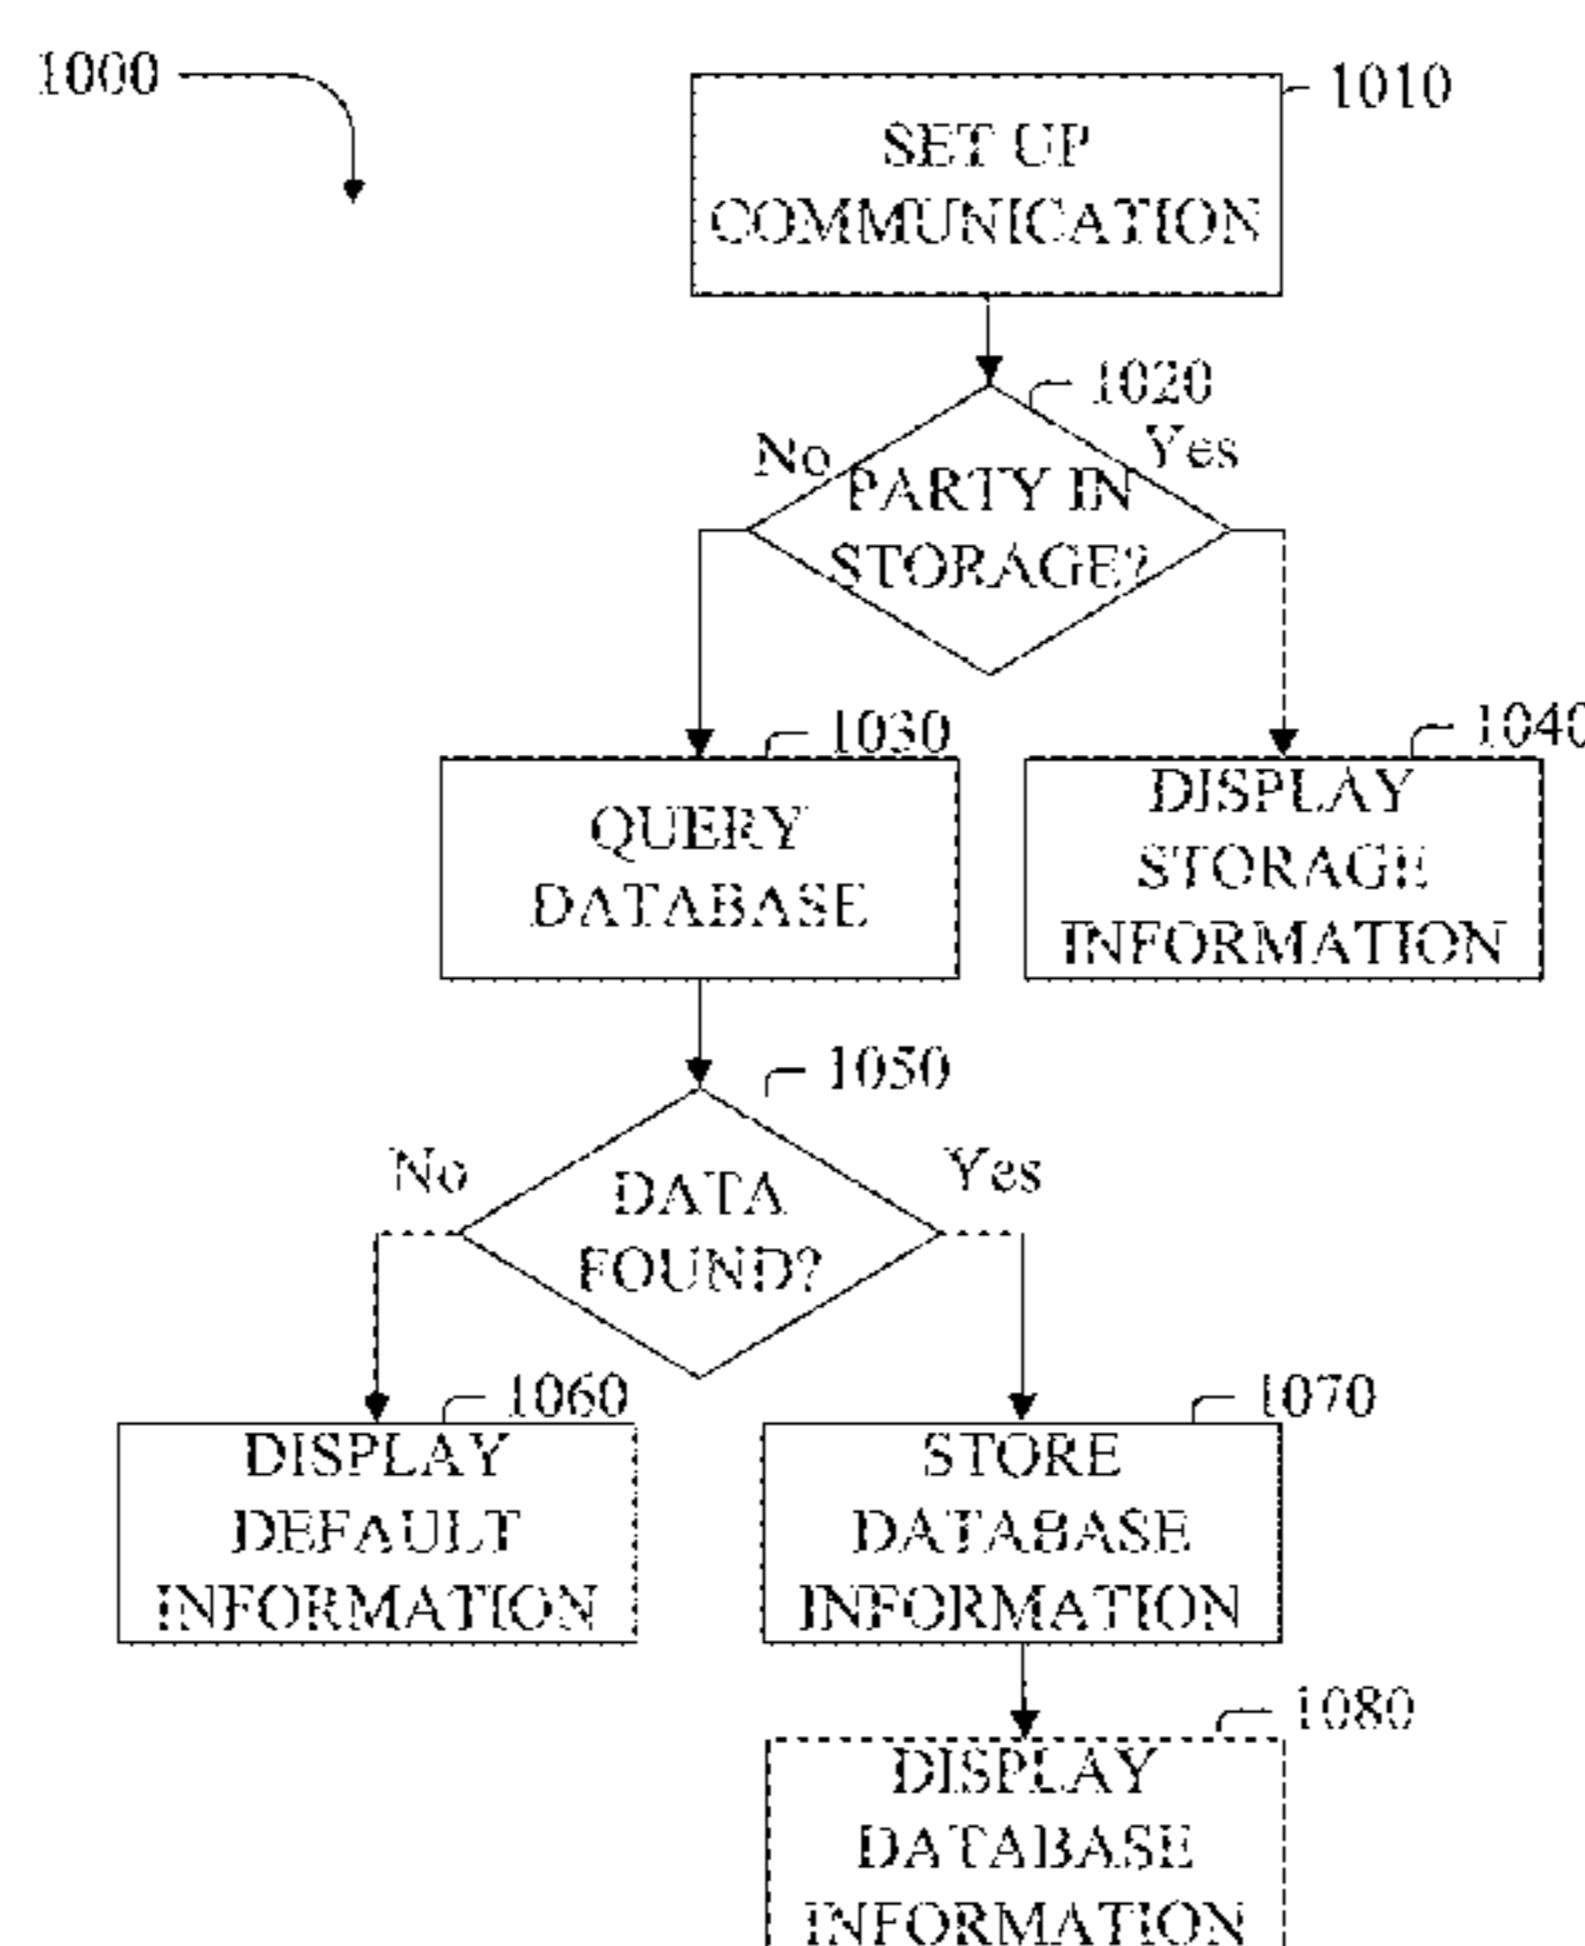 1000
1010
SET UP
COMMUNICATION
1020
No
Yes
PARTY IN
STORAGE?
1030
1040
QUERY
DATABASE
DISPLAY
STORAGE
INFORMATION
1050
No
Yes
DATA
FOUND?
1060
1070
DISPLAY
DEFAULT
INFORMATION
STORE
DATABASE
INFORMATION
1080
DISPLAY
DATABASE
INFORMATION